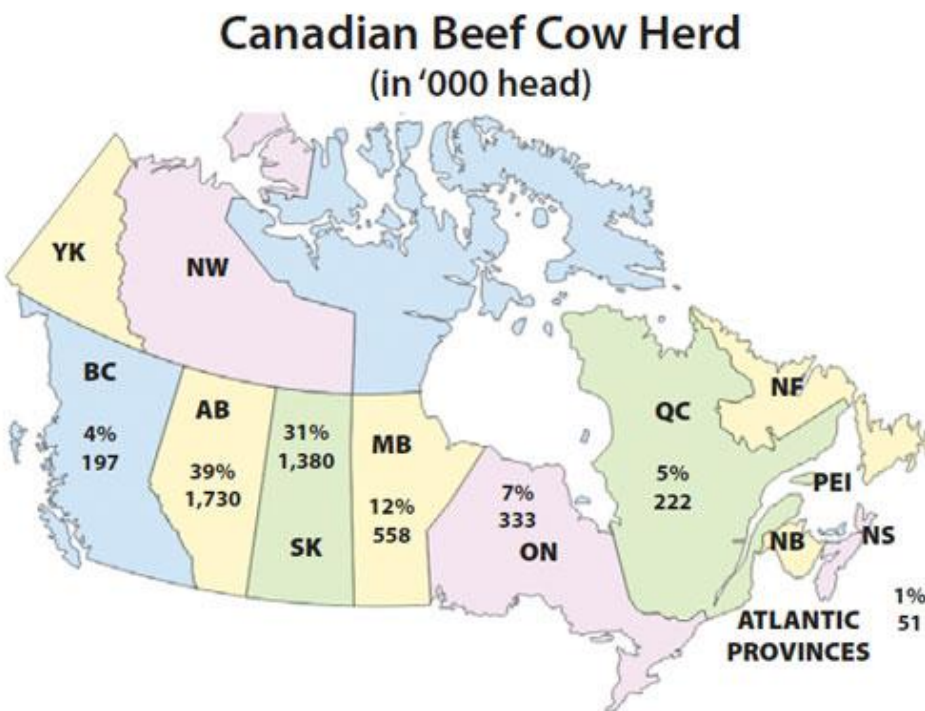 Canadian Beef Cow Herd
(in ‘000 head)
YK
NW
BC
4%
197
AB
39%
1,730
31%
1,380
SK
MB
12%
558
7%
333
ON
QC
5%
222
NF
PEI
NB
NS
1%
51
ATLANTIC
PROVINCES